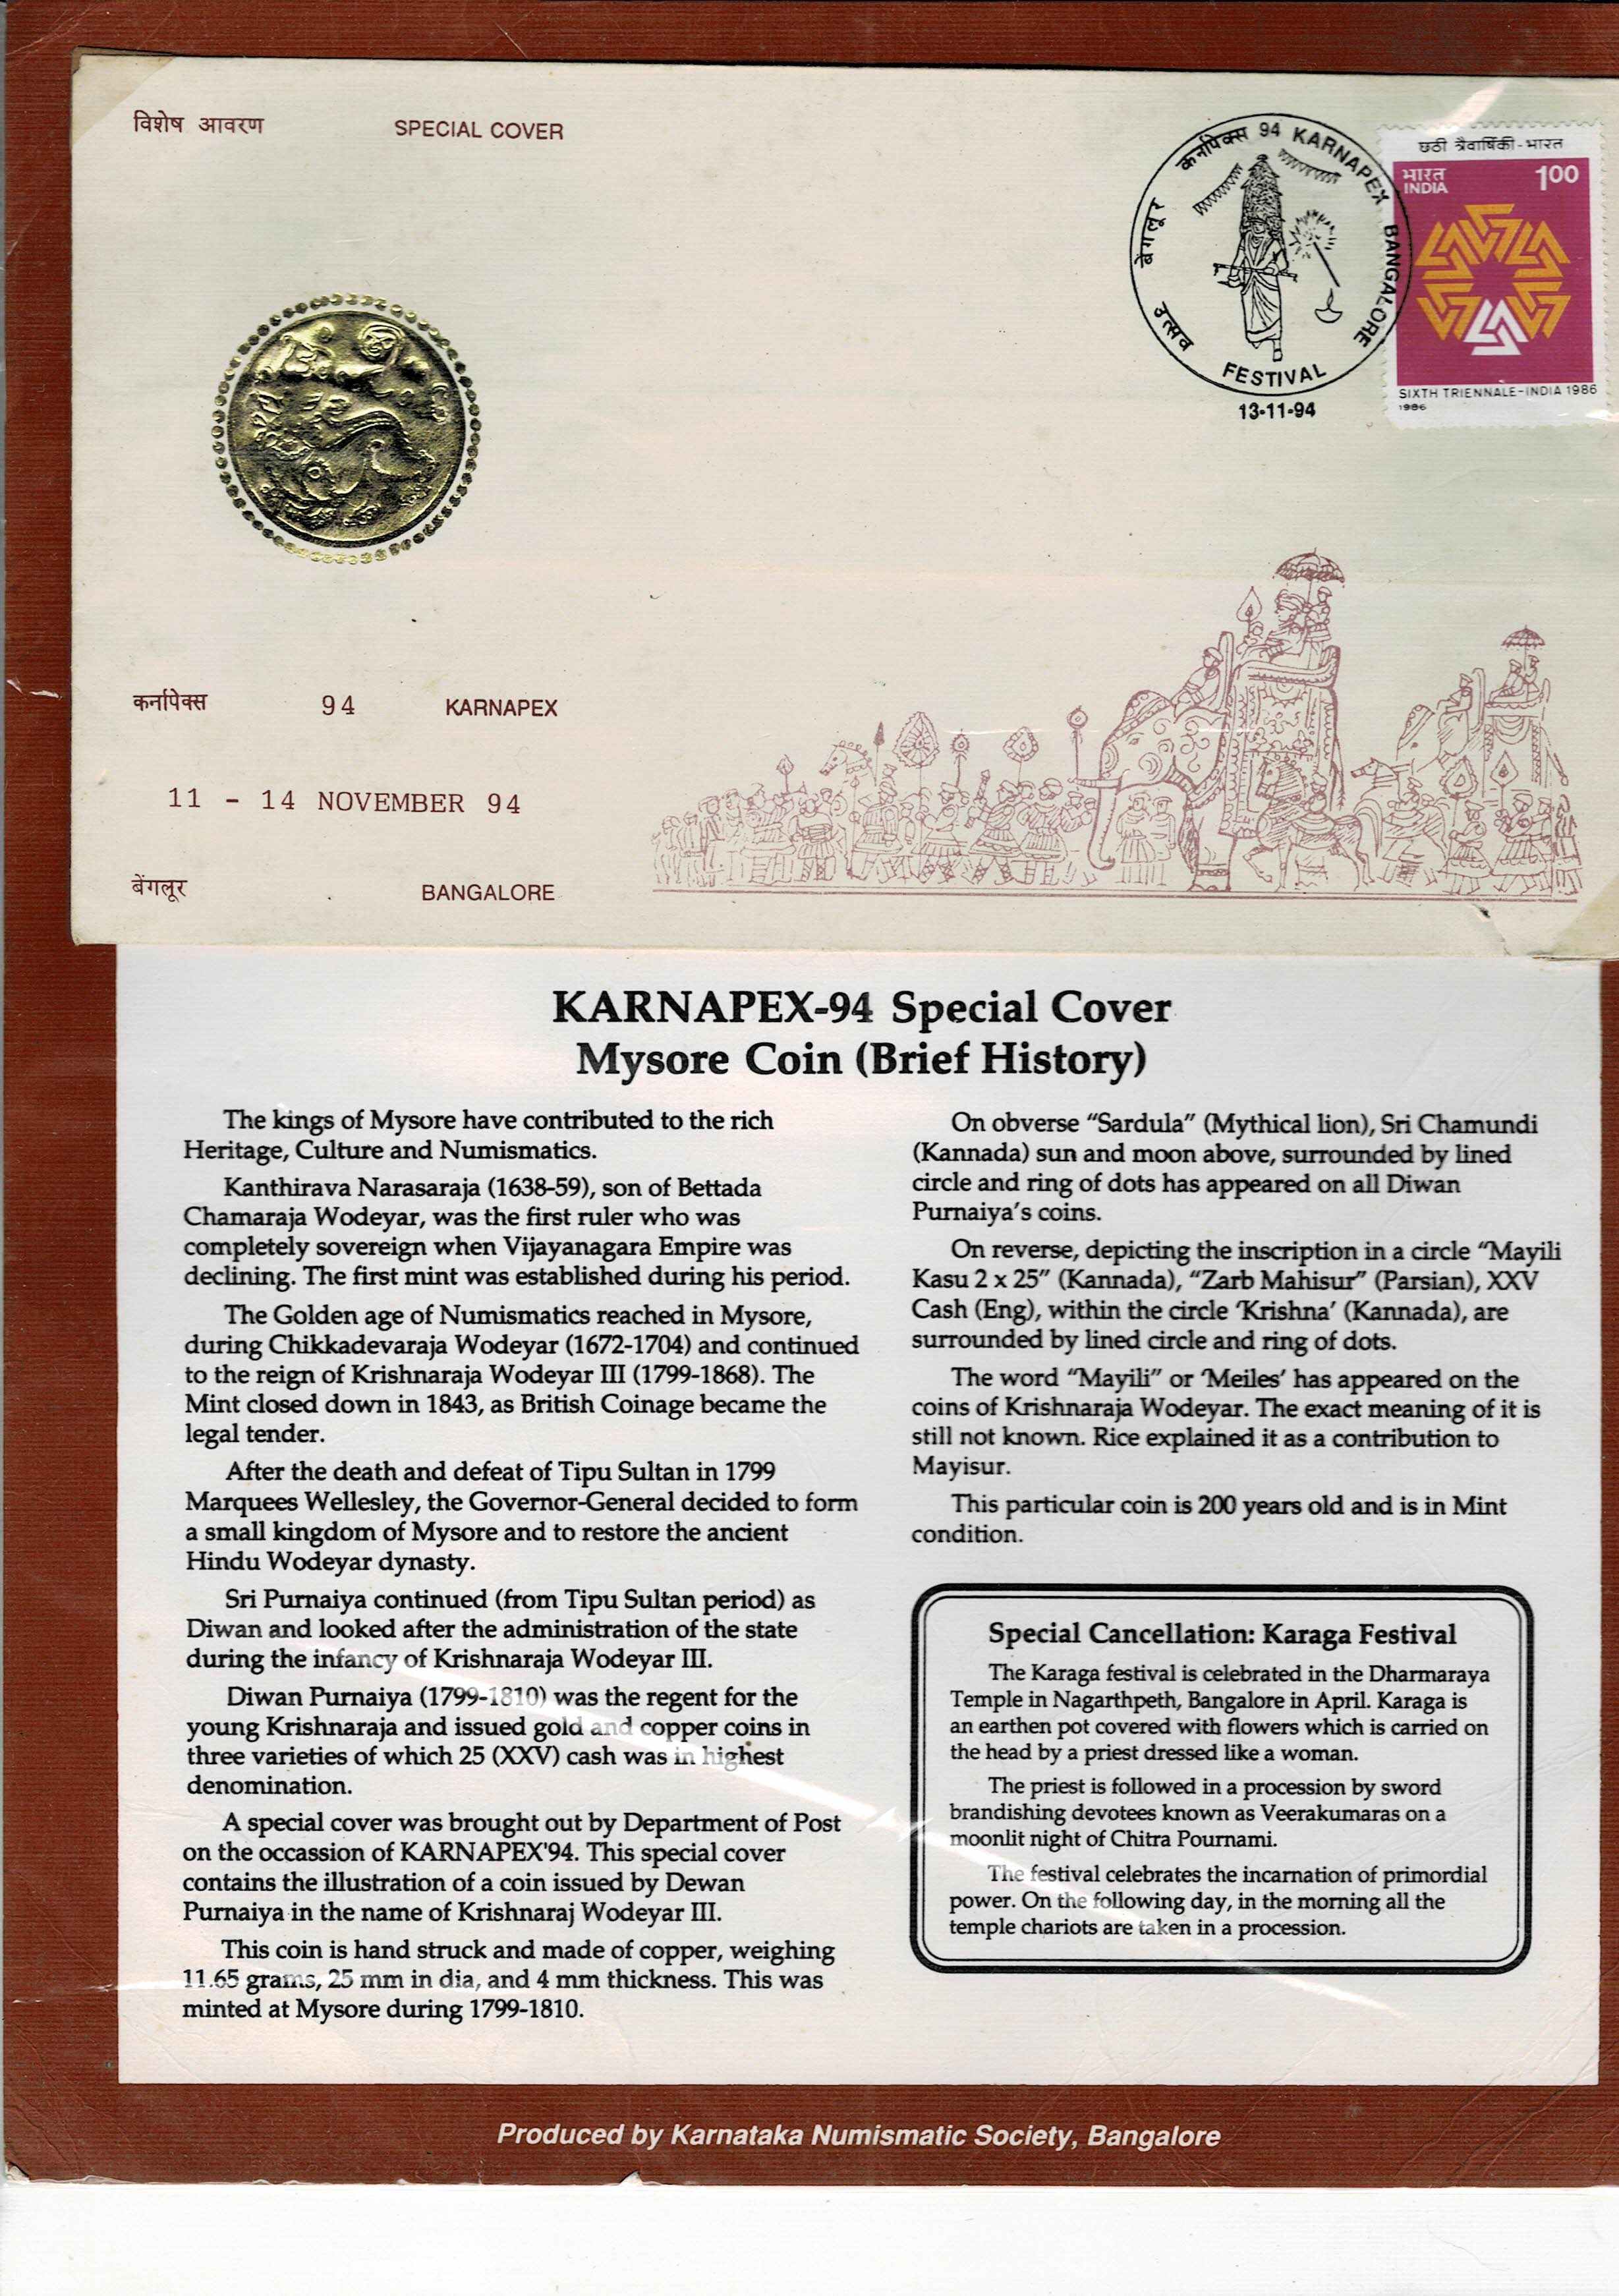 विशेष आवरण SPECIAL COVER
कर्नापेक्स 94 KARNAPEX BANGALORE
बेंगलूर
उत्सव
FESTIVAL
13-11-94
छठी त्रैवार्षिकी - भारत
भारत 1.00
INDIA
SIXTH TRIENNALE - INDIA 1986
1986
कर्नापेक्स 94 KARNAPEX
11 - 14 NOVEMBER 94
बेंगलूर BANGALORE
KARNAPEX-94 Special Cover
Mysore Coin (Brief History)
The kings of Mysore have contributed to the rich
Heritage, Culture and Numismatics.
Kanthirava Narasaraja (1638-59), son of Bettada
Chamaraja Wodeyar, was the first ruler who was
completely sovereign when Vijayanagara Empire was
declining. The first mint was established during his period.
The Golden age of Numismatics reached in Mysore,
during Chikkadevaraja Wodeyar (1672-1704) and continued
to the reign of Krishnaraja Wodeyar III (1799-1868). The
Mint closed down in 1843, as British Coinage became the
legal tender.
After the death and defeat of Tipu Sultan in 1799
Marquees Wellesley, the Governor-General decided to form
a small kingdom of Mysore and to restore the ancient
Hindu Wodeyar dynasty.
Sri Purnaiya continued (from Tipu Sultan period) as
Diwan and looked after the administration of the state
during the infancy of Krishnaraja Wodeyar III.
Diwan Purnaiya (1799-1810) was the regent for the
young Krishnaraja and issued gold and copper coins in
three varieties of which 25 (XXV) cash was in highest
denomination.
A special cover was brought out by Department of Post
on the occassion of KARNAPEX'94. This special cover
contains the illustration of a coin issued by Dewan
Purnaiya in the name of Krishnaraj Wodeyar III.
This coin is hand struck and made of copper, weighing
11.65 grams, 25 mm in dia, and 4 mm thickness. This was
minted at Mysore during 1799-1810.
On obverse “Sardula” (Mythical lion), Sri Chamundi
(Kannada) sun and moon above, surrounded by lined
circle and ring of dots has appeared on all Diwan
Purnaiya's coins.
On reverse, depicting the inscription in a circle “Mayili
Kasu 2 x 25” (Kannada), “Zarb Mahisur” (Parsian), XXV
Cash (Eng), within the circle ‘Krishna’ (Kannada), are
surrounded by lined circle and ring of dots.
The word “Mayili” or ‘Meiles’ has appeared on the
coins of Krishnaraja Wodeyar. The exact meaning of it is
still not known. Rice explained it as a contribution to
Mayisur.
This particular coin is 200 years old and is in Mint
condition.
Special Cancellation: Karaga Festival
The Karaga festival is celebrated in the Dharmaraya
Temple in Nagarthpeth, Bangalore in April. Karaga is
an earthen pot covered with flowers which is carried on
the head by a priest dressed like a woman.
The priest is followed in a procession by sword
brandishing devotees known as Veerakumaras on a
moonlit night of Chitra Pournami.
The festival celebrates the incarnation of primordial
power. On the following day, in the morning all the
temple chariots are taken in a procession.
Produced by Karnataka Numismatic Society, Bangalore